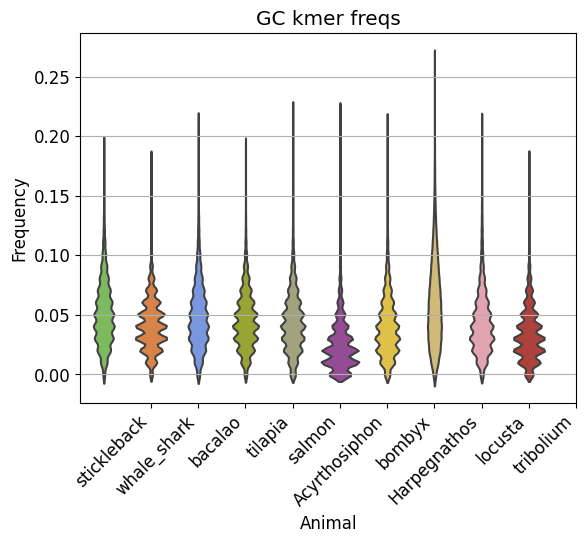 GC kmer freqs
Frequency
0.25
0.20
0.15
0.10
0.05
0.00
stickleback
whale_shark
bacalao
tilapia
salmon
Acyrthosiphon
bombyx
Harpegnathos
locusta
tribolium
Animal